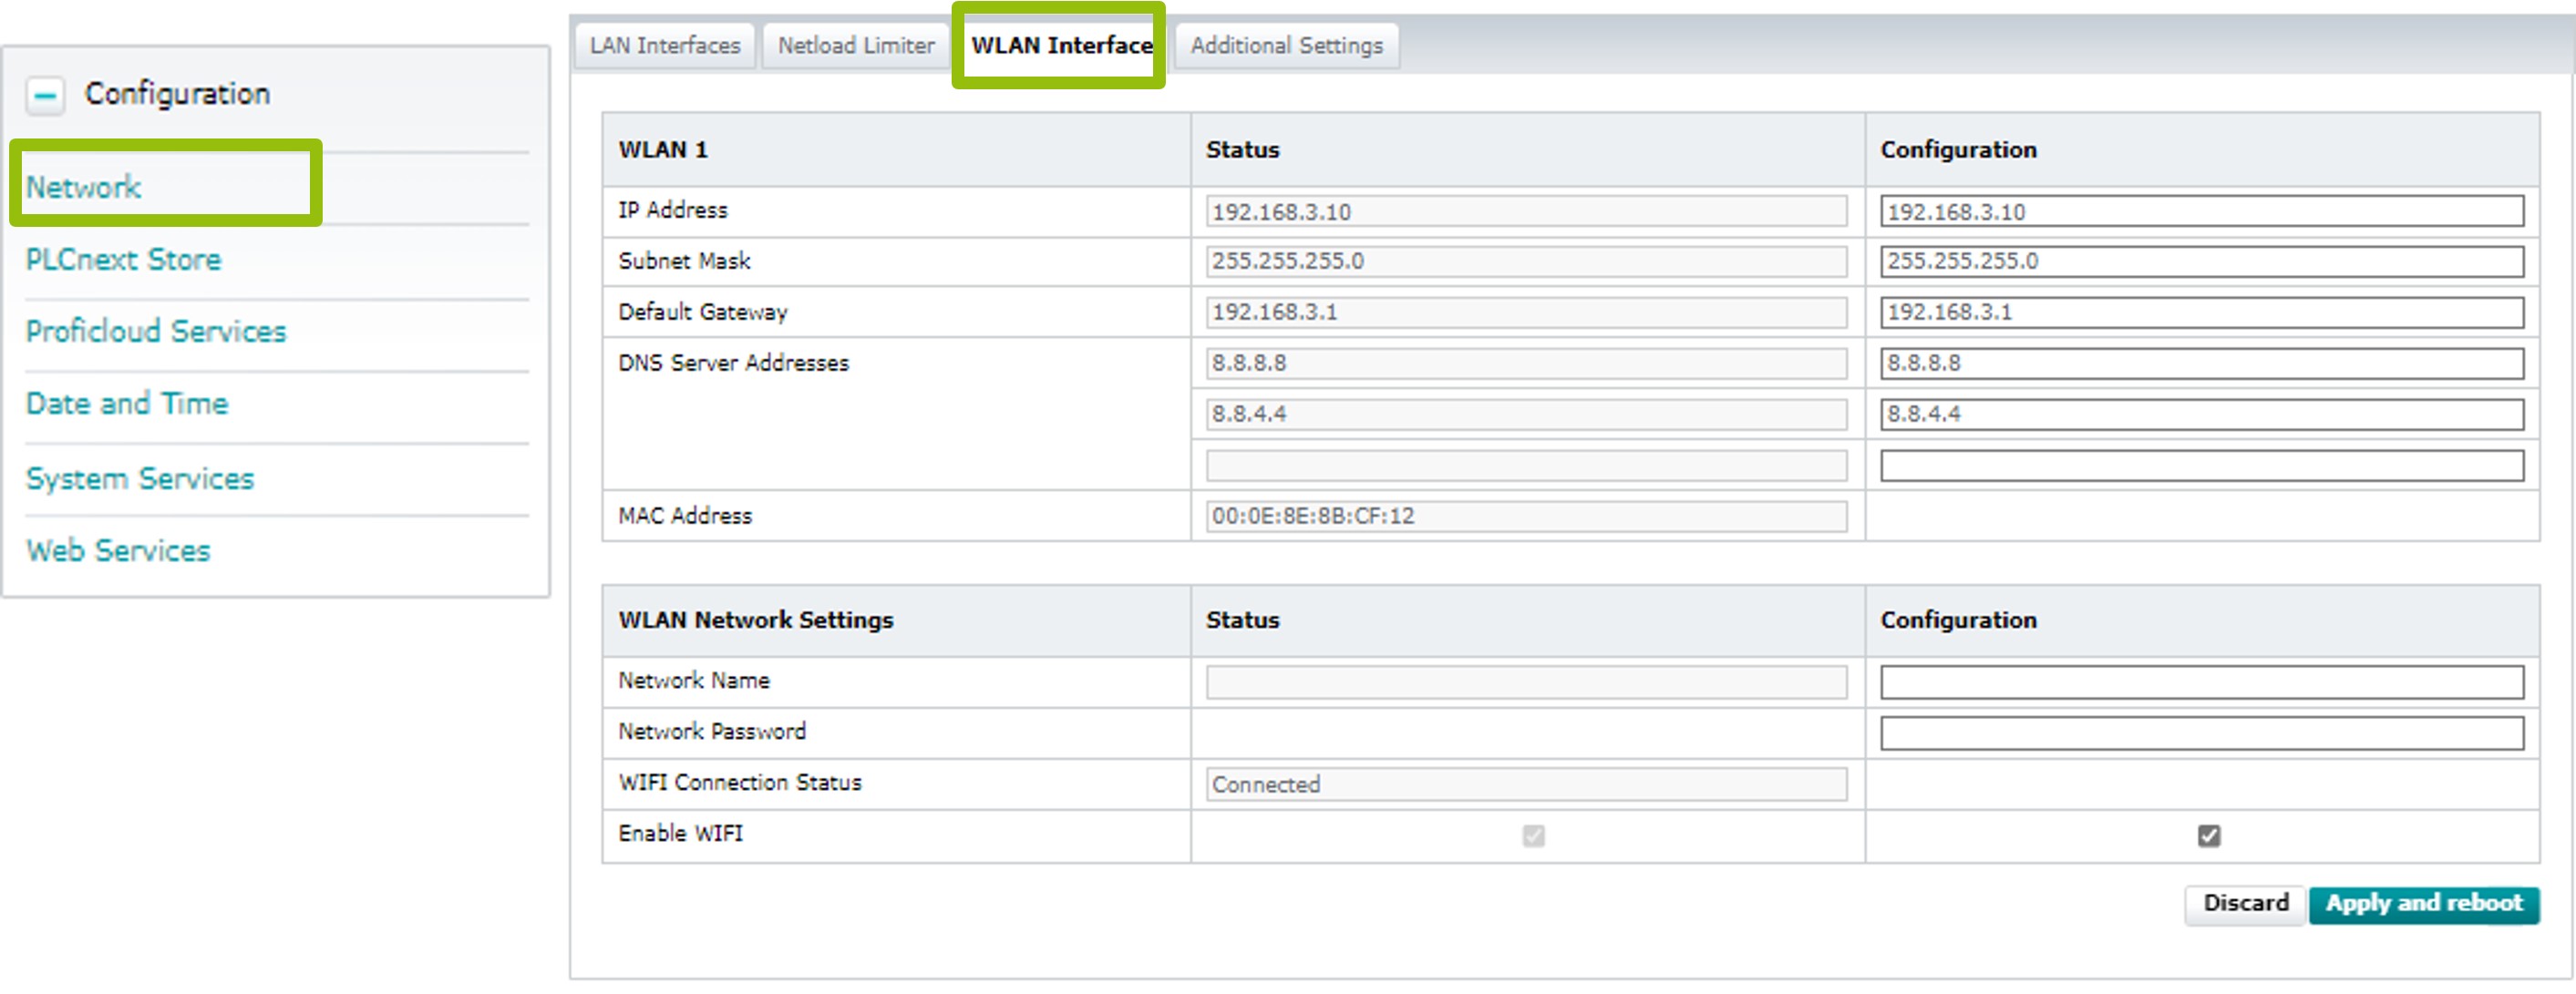 Configuration
Network
PLCnext Store
Proficloud Services
Date and Time
System Services
Web Services
LAN Interfaces Netload Limiter WLAN Interface Additional Settings
WLAN 1 Status Configuration
IP Address 192.168.3.10 192.168.3.10
Subnet Mask 255.255.255.0 255.255.255.0
Default Gateway 192.168.3.1 192.168.3.1
DNS Server Addresses 8.8.8.8 8.8.8.8
8.8.4.4 8.8.4.4
MAC Address 00:0E:8E:8B:CF:12
WLAN Network Settings Status Configuration
Network Name
Network Password
WIFI Connection Status Connected
Enable WIFI
Discard Apply and reboot